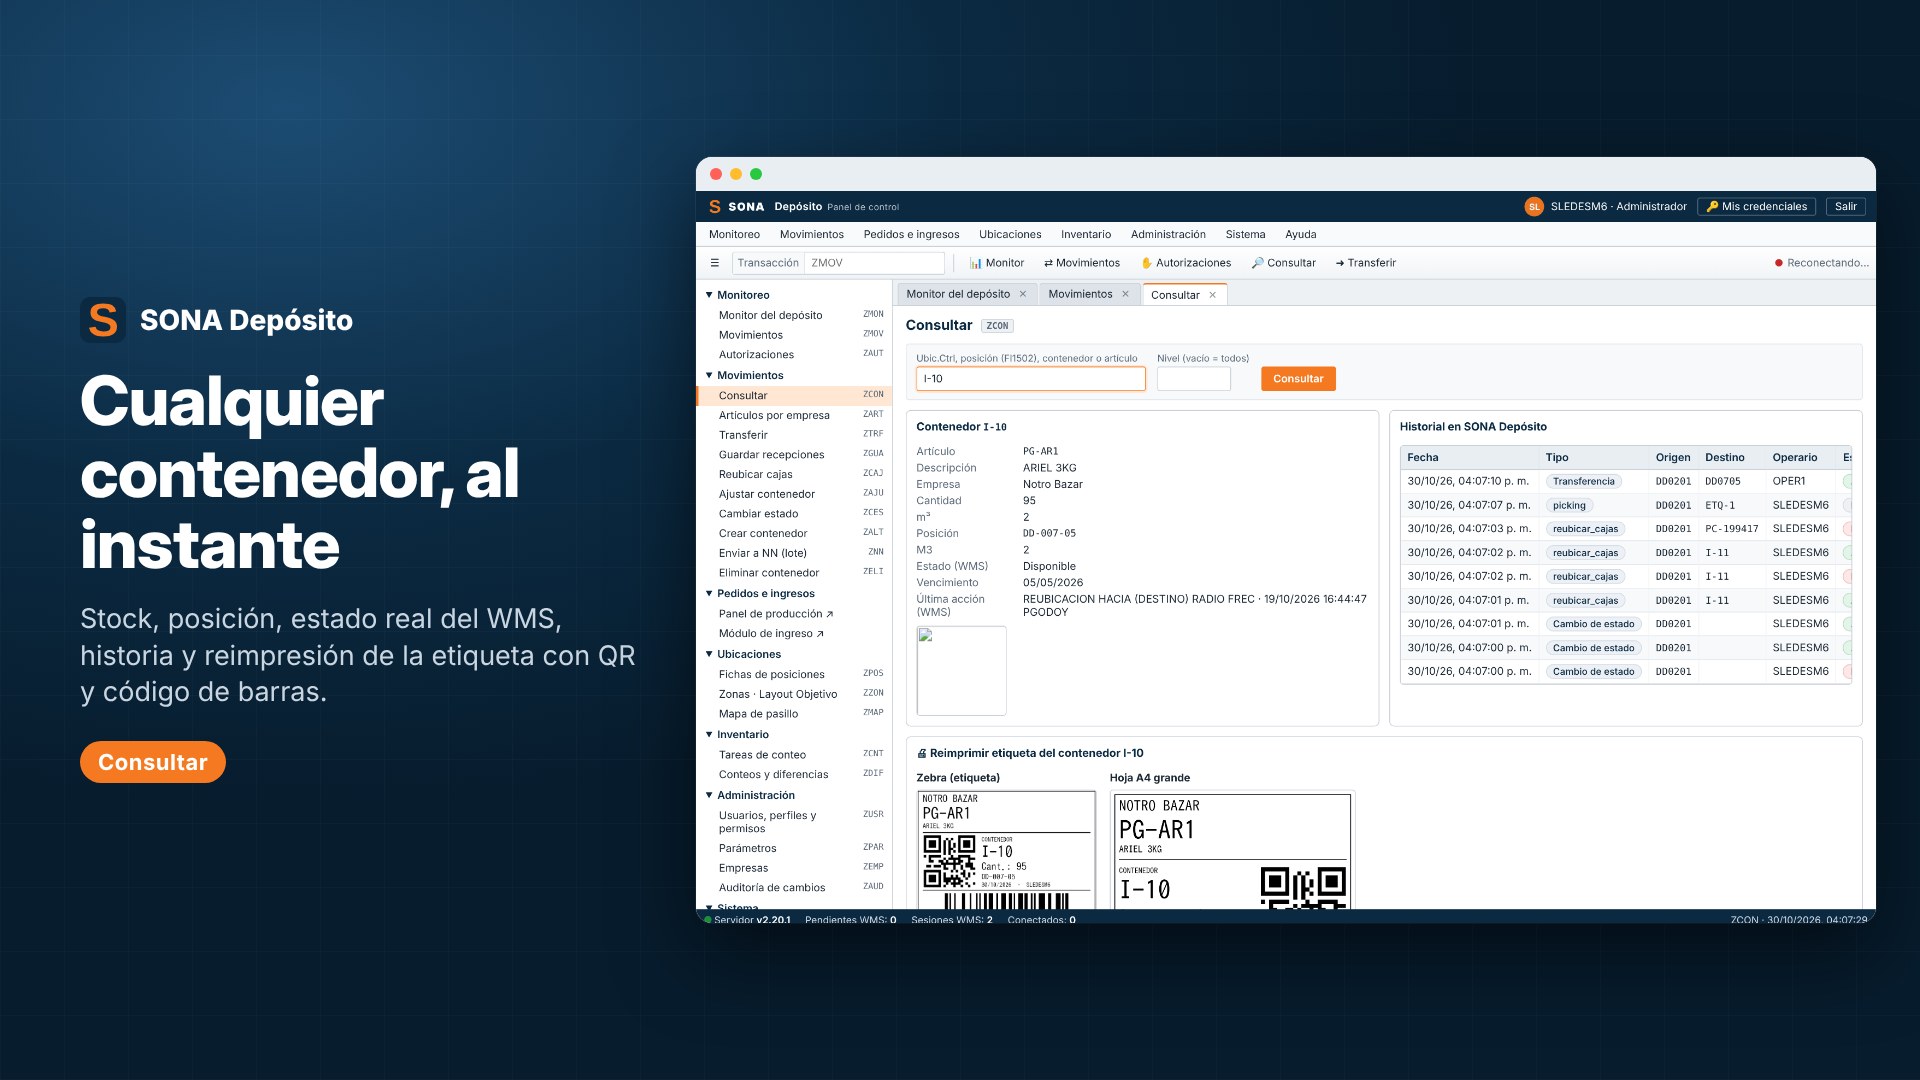 S SONA Depósito
Cualquier
contenedor, al
instante
Stock, posición, estado real del WMS,
historia y reimpresión de la etiqueta con QR
y código de barras.
Consultar
S SONA Depósito Panel de control
SL SLEDESM6 · Administrador Mis credenciales Salir
Monitoreo Movimientos Pedidos e ingresos Ubicaciones Inventario Administración Sistema Ayuda
☰ Transacción ZMOV Monitor ⇄ Movimientos Autorizaciones Consultar ➜ Transferir Reconectando...
Monitoreo
Monitor del depósito ZMON
Movimientos ZMOV
Autorizaciones ZAUT
Movimientos
Consultar ZCON
Artículos por empresa ZART
Transferir ZTRF
Guardar recepciones ZGUA
Reubicar cajas ZCAJ
Ajustar contenedor ZAJU
Cambiar estado ZCES
Crear contenedor ZALT
Enviar a NN (lote) ZNN
Eliminar contenedor ZELI
Pedidos e ingresos
Panel de producción ↗
Módulo de ingreso ↗
Ubicaciones
Fichas de posiciones ZPOS
Zonas · Layout Objetivo ZZON
Mapa de pasillo ZMAP
Inventario
Tareas de conteo ZCNT
Conteos y diferencias ZDIF
Administración
Usuarios, perfiles y ZUSR
permisos
Parámetros ZPAR
Empresas ZEMP
Auditoría de cambios ZAUD
Sistema
Monitor del depósito × Movimientos × Consultar ×
Consultar ZCON
Ubic.Ctrl, posición (FI1502), contenedor o artículo Nivel (vacío = todos)
I-10 Consultar
Contenedor I-10
Artículo PG-AR1
Descripción ARIEL 3KG
Empresa Notro Bazar
Cantidad 95
m³ 2
Posición DD-007-05
M3 2
Estado (WMS) Disponible
Vencimiento 05/05/2026
Última acción REUBICACION HACIA (DESTINO) RADIO FREC · 19/10/2026 16:44:47
(WMS) PGODOY
Historial en SONA Depósito
Fecha Tipo Origen Destino Operario Es
30/10/26, 04:07:10 p. m. Transferencia DD0201 DD0705 OPER1
30/10/26, 04:07:07 p. m. picking DD0201 ETQ-1 SLEDESM6
30/10/26, 04:07:03 p. m. reubicar_cajas DD0201 PC-199417 SLEDESM6
30/10/26, 04:07:02 p. m. reubicar_cajas DD0201 I-11 SLEDESM6
30/10/26, 04:07:02 p. m. reubicar_cajas DD0201 I-11 SLEDESM6
30/10/26, 04:07:01 p. m. reubicar_cajas DD0201 I-11 SLEDESM6
30/10/26, 04:07:01 p. m. Cambio de estado DD0201 SLEDESM6
30/10/26, 04:07:00 p. m. Cambio de estado DD0201 SLEDESM6
30/10/26, 04:07:00 p. m. Cambio de estado DD0201 SLEDESM6
Reimprimir etiqueta del contenedor I-10
Zebra (etiqueta) Hoja A4 grande
NOTRO BAZAR
PG-AR1
ARIEL 3KG
CONTENEDOR
I-10
Cant.: 95
DD-007-05
30/10/2026 · SLEDESM6
NOTRO BAZAR
PG-AR1
ARIEL 3KG
CONTENEDOR
I-10
Servidor v2.20.1 Pendientes WMS: 0 Sesiones WMS: 2 Conectados: 0 ZCON · 30/10/2026, 04:07:29